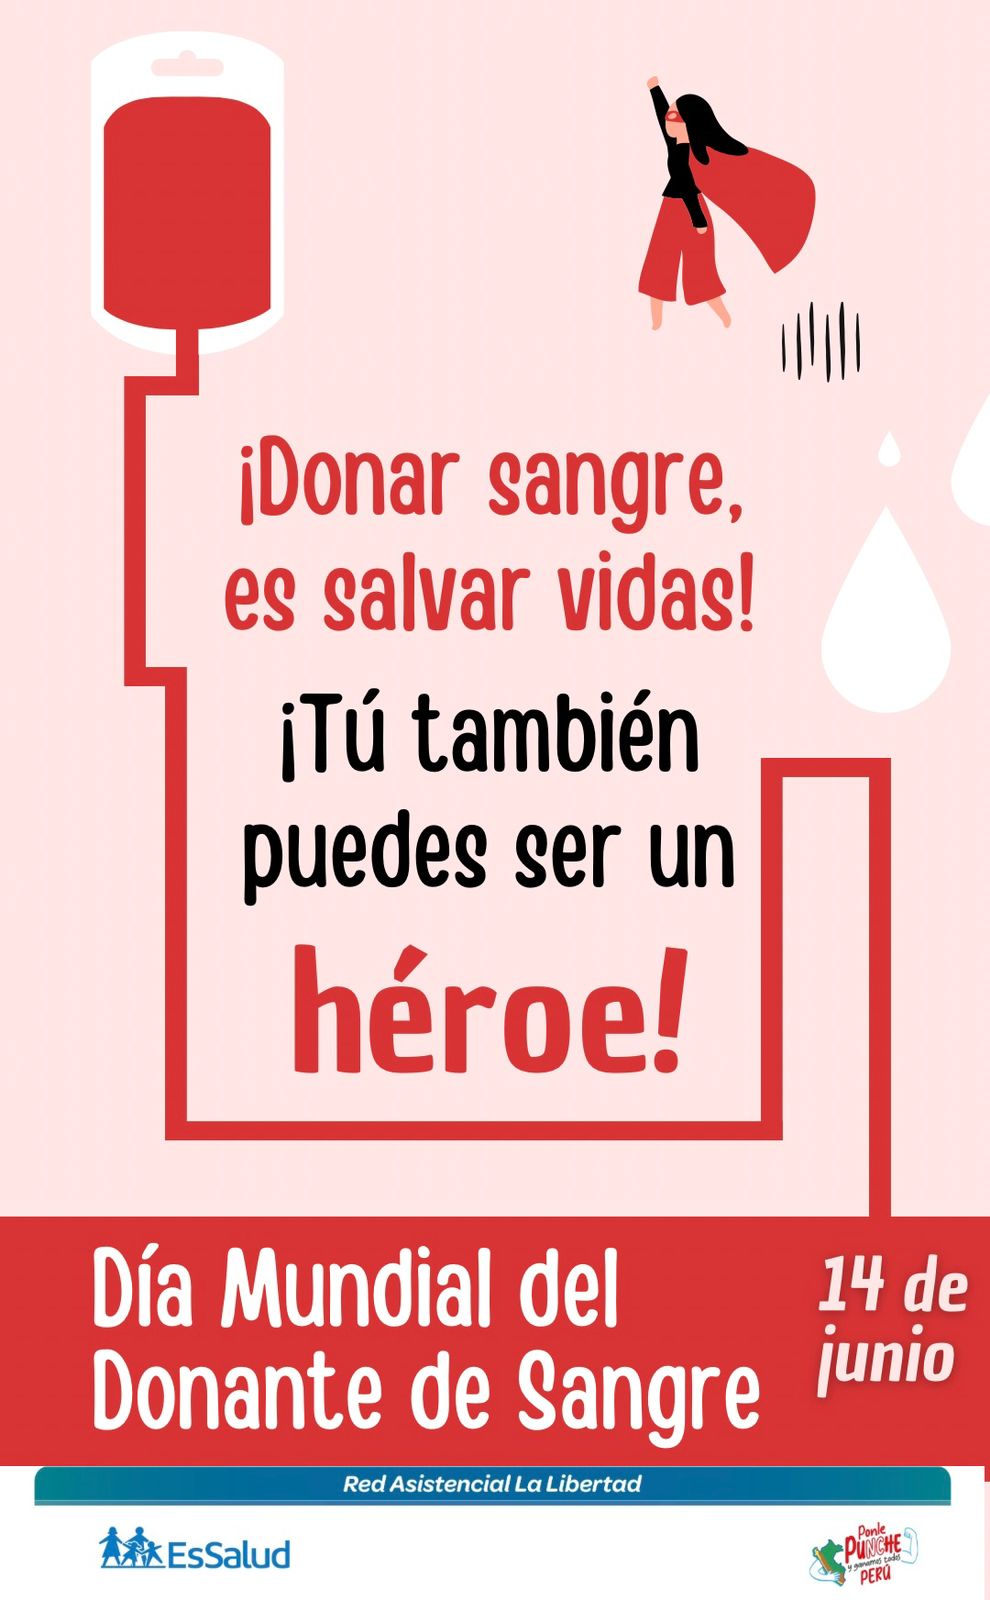 ¡Donar sangre,
es salvar vidas!
¡Tú también
puedes ser un
héroe!
Día Mundial del
Donante de Sangre
14 de
junio
Red Asistencial La Libertad
EsSalud
Ponle
PUNCHE
y ganamos todos
PERÚ